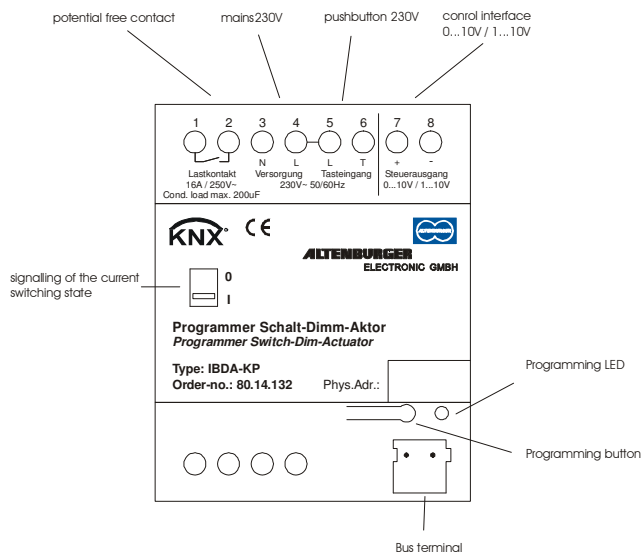 potential free contact
mains230V
pushbutton 230V
conrol interface
0...10V / 1...10V
1 2 3 4 5 6 7 8
N L L T + -
Lastkontakt Versorgung Tasteingang Steuerausgang
16A / 250V~ 230V~ 50/60Hz 0...10V / 1...10V
Cond. load max. 200uF
KNX CE
ALTENBURGER
ELECTRONIC GMBH
signalling of the current
switching state
0
I
Programmer Schalt-Dimm-Aktor
Programmer Switch-Dim-Actuator
Type: IBDA-KP
Order-no.: 80.14.132 Phys.Adr.:
Programming LED
Programming button
Bus terminal